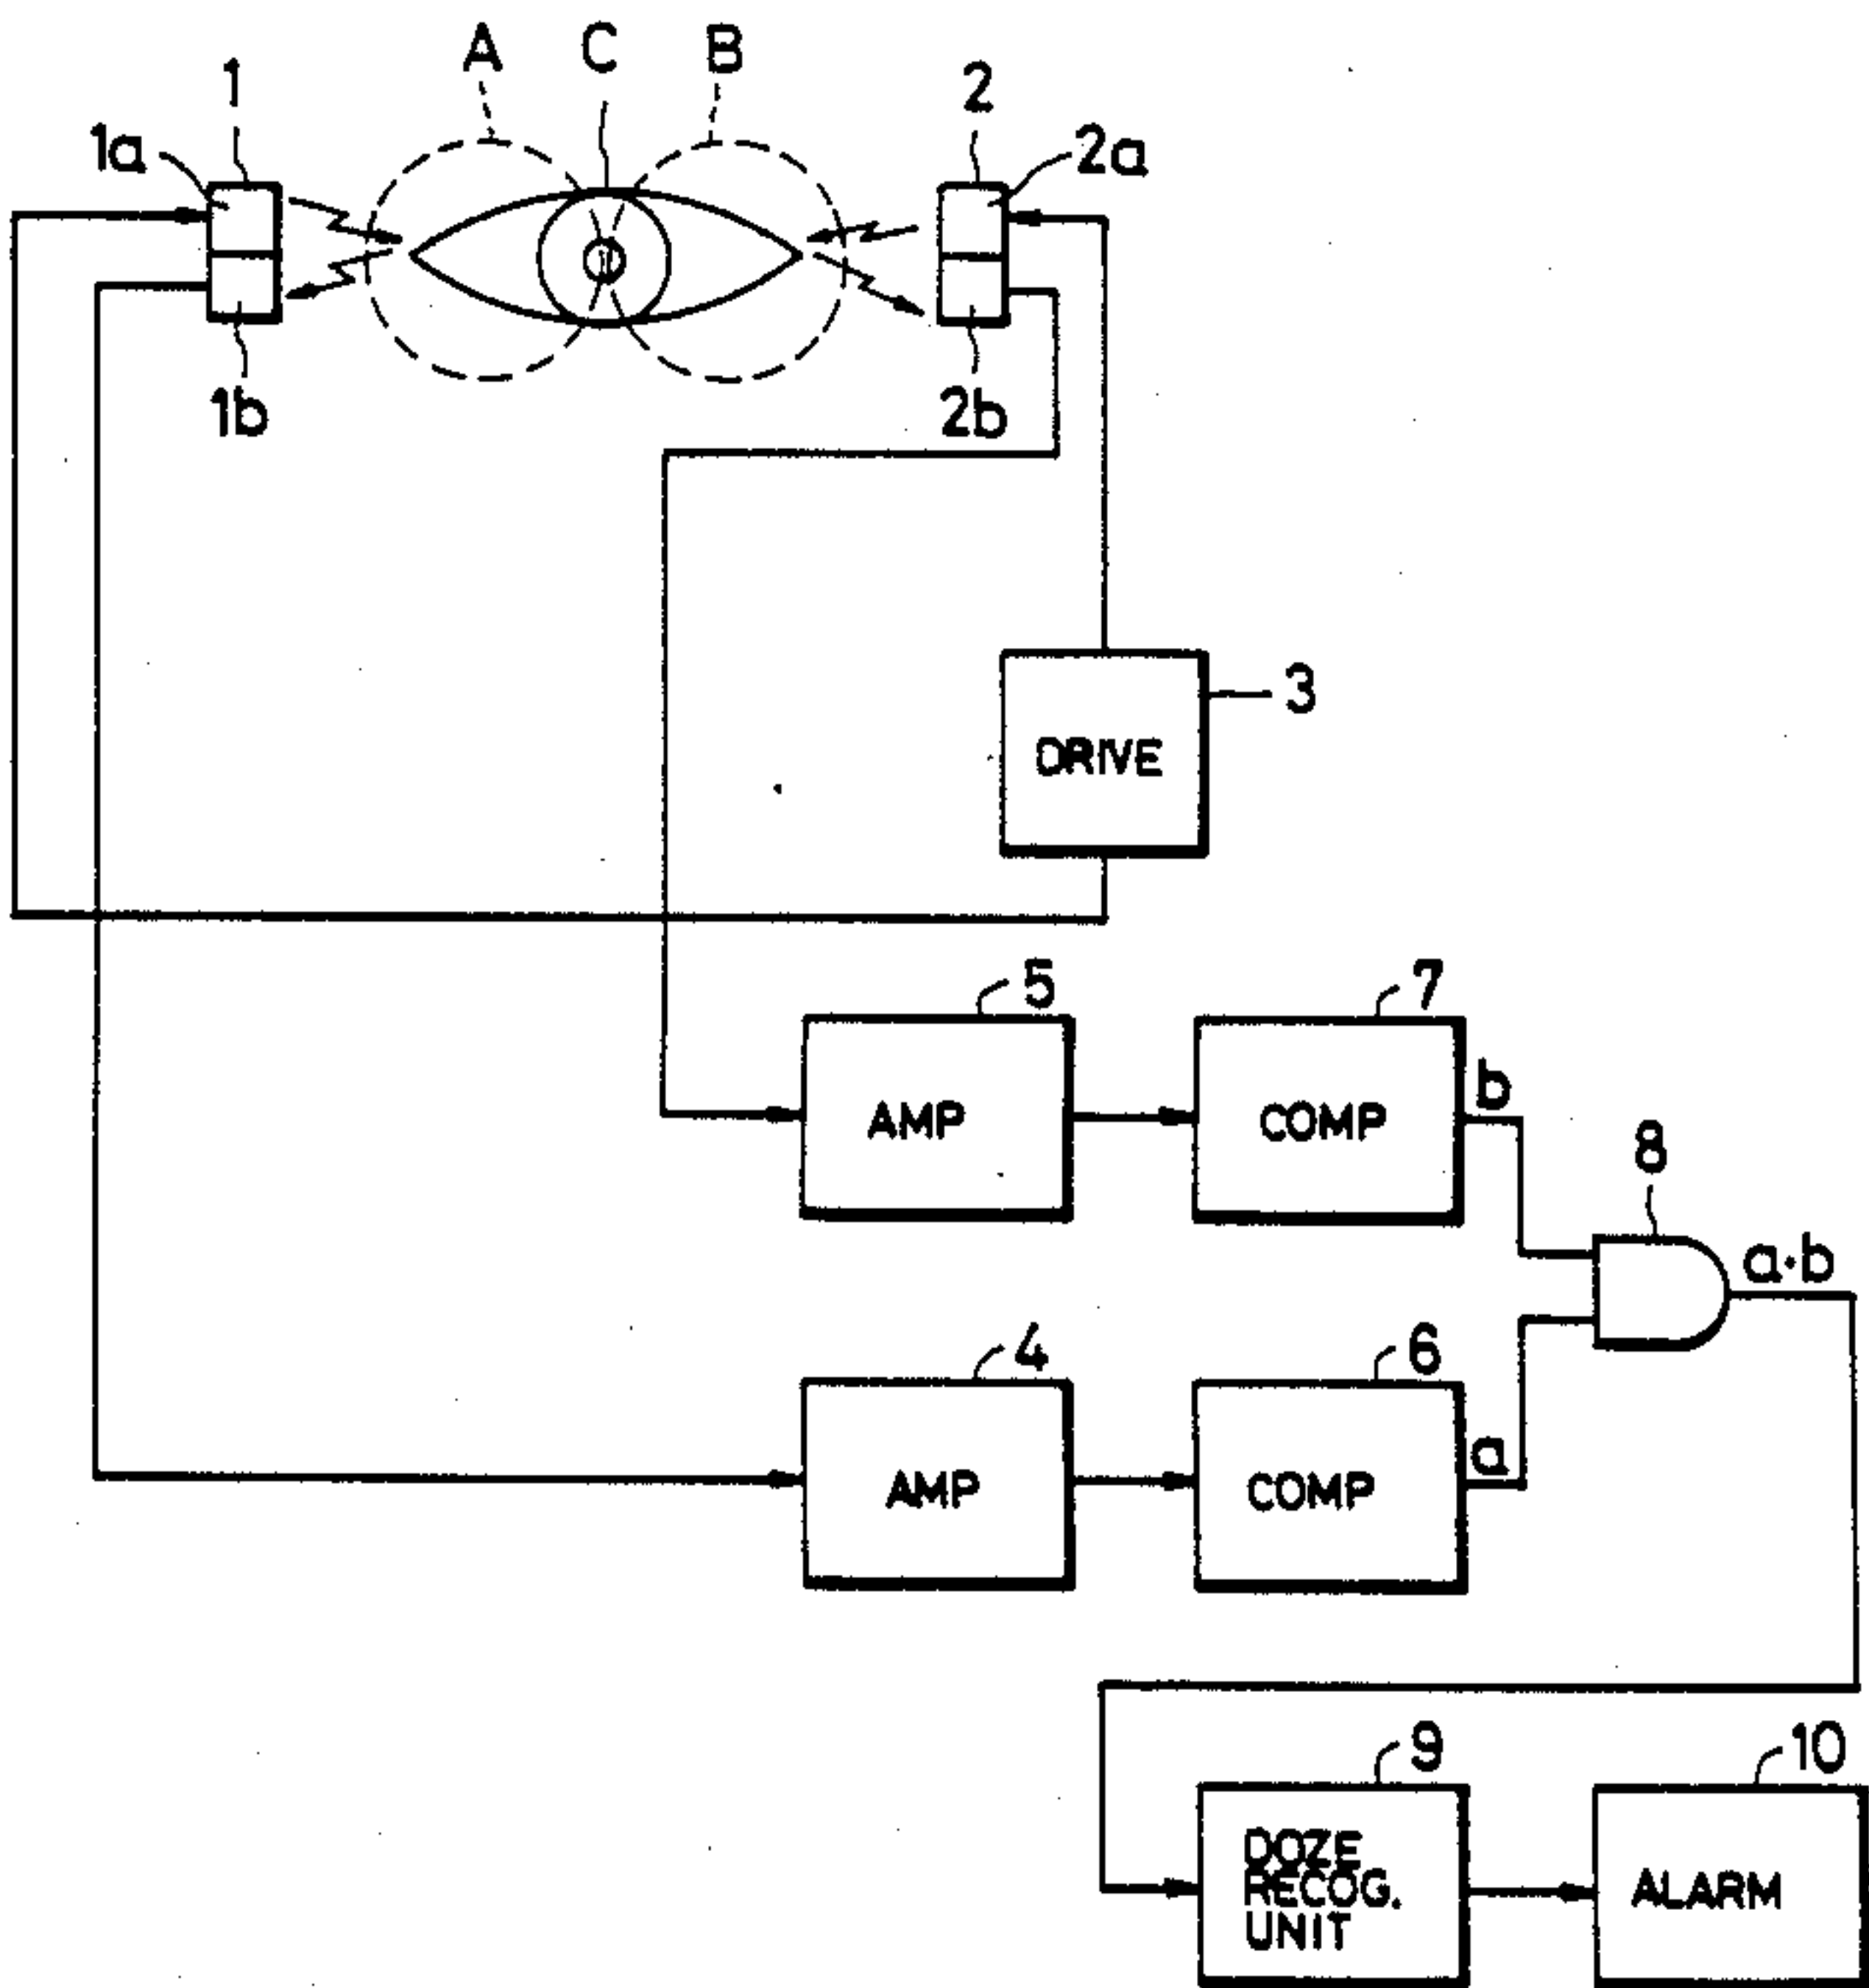 A C B
1 2
1a 2a
1b 2b
3
DRIVE
5 7
b
AMP COMP
8
a·b
4 6
a
AMP COMP
9 10
DOZE
RECOG.
UNIT
ALARM